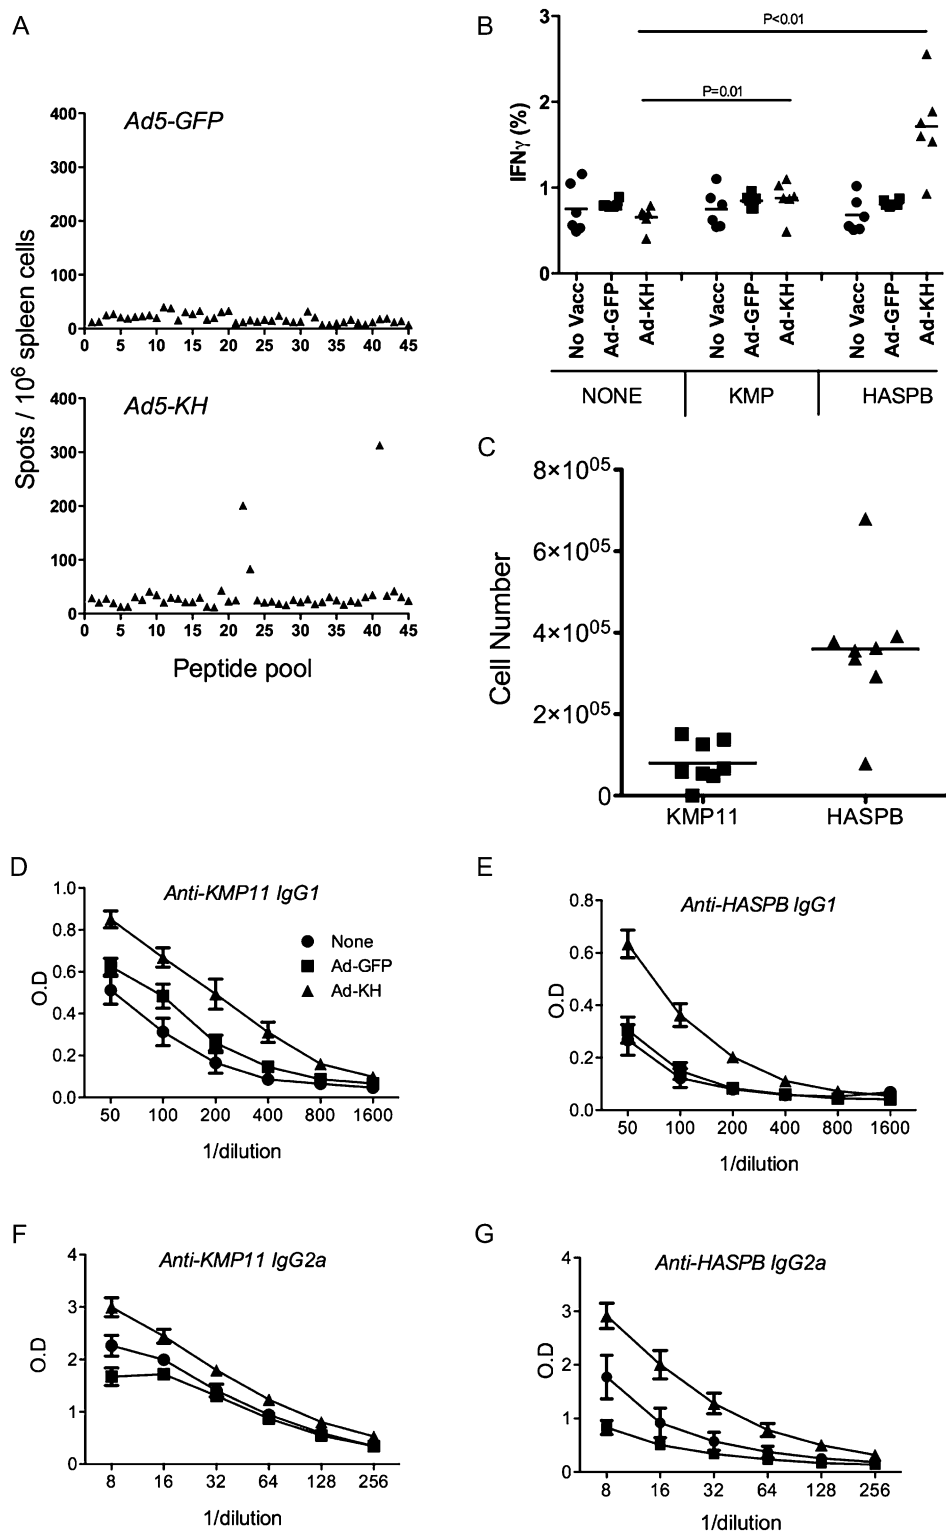 A
Ad5-GFP
400
300
200
100
0
0 5 10 15 20 25 30 35 40 45
Spots / 10⁶ spleen cells
Ad5-KH
400
300
200
100
0
0 5 10 15 20 25 30 35 40 45
Peptide pool
B
P<0.01
P=0.01
3
2
1
0
IFNγ (%)
No Vacc Ad-GFP Ad-KH No Vacc Ad-GFP Ad-KH No Vacc Ad-GFP Ad-KH
NONE KMP HASPB
C
8×10⁰⁵
6×10⁰⁵
4×10⁰⁵
2×10⁰⁵
0
Cell Number
KMP11 HASPB
D
Anti-KMP11 IgG1
1.0
0.8
0.6
0.4
0.2
0.0
O.D
None
Ad-GFP
Ad-KH
50 100 200 400 800 1600
1/dilution
E
Anti-HASPB IgG1
0.8
0.6
0.4
0.2
0.0
O.D
50 100 200 400 800 1600
1/dilution
F
Anti-KMP11 IgG2a
4
3
2
1
0
O.D
8 16 32 64 128 256
1/dilution
G
Anti-HASPB IgG2a
4
3
2
1
0
O.D
8 16 32 64 128 256
1/dilution